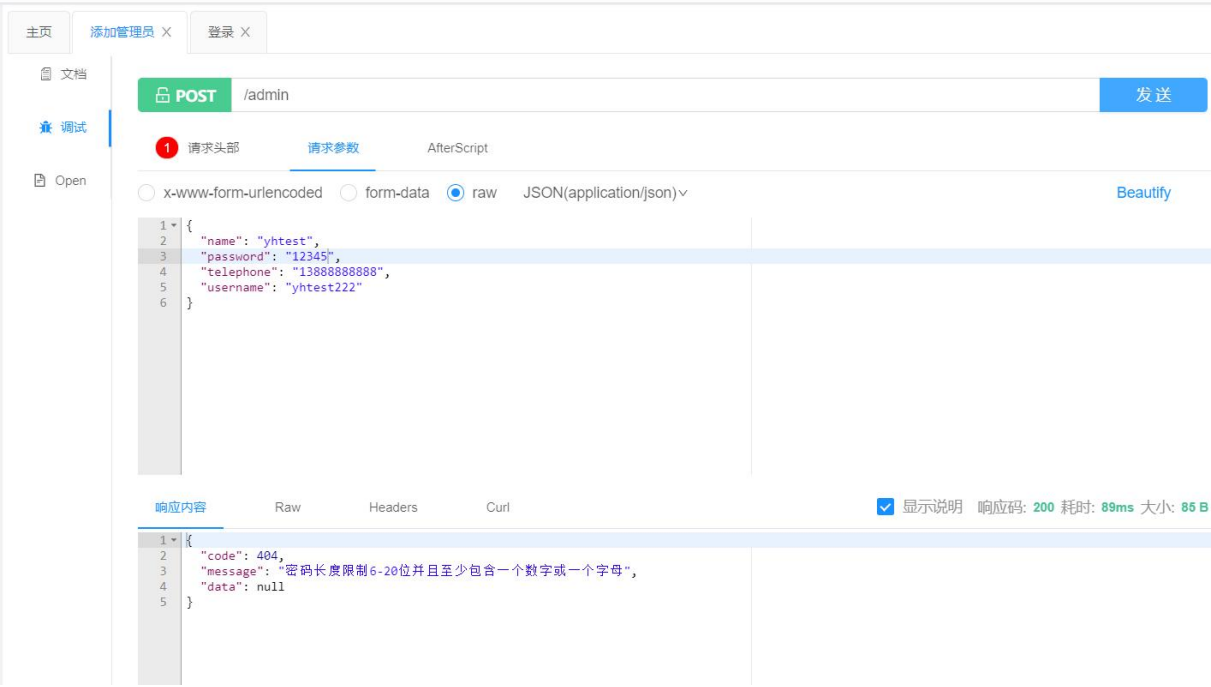 主页 添加管理员 × 登录 ×
文档
POST /admin 发送
调试
1 请求头部 请求参数 AfterScript
Open
x-www-form-urlencoded form-data raw JSON(application/json) Beautify
1 {
2 "name": "yhtest",
3 "password": "12345",
4 "telephone": "13888888888",
5 "username": "yhtest222"
6 }
响应内容 Raw Headers Curl 显示说明 响应码: 200 耗时: 89ms 大小: 85 B
1 {
2 "code": 404,
3 "message": "密码长度限制6-20位并且至少包含一个数字或一个字母",
4 "data": null
5 }